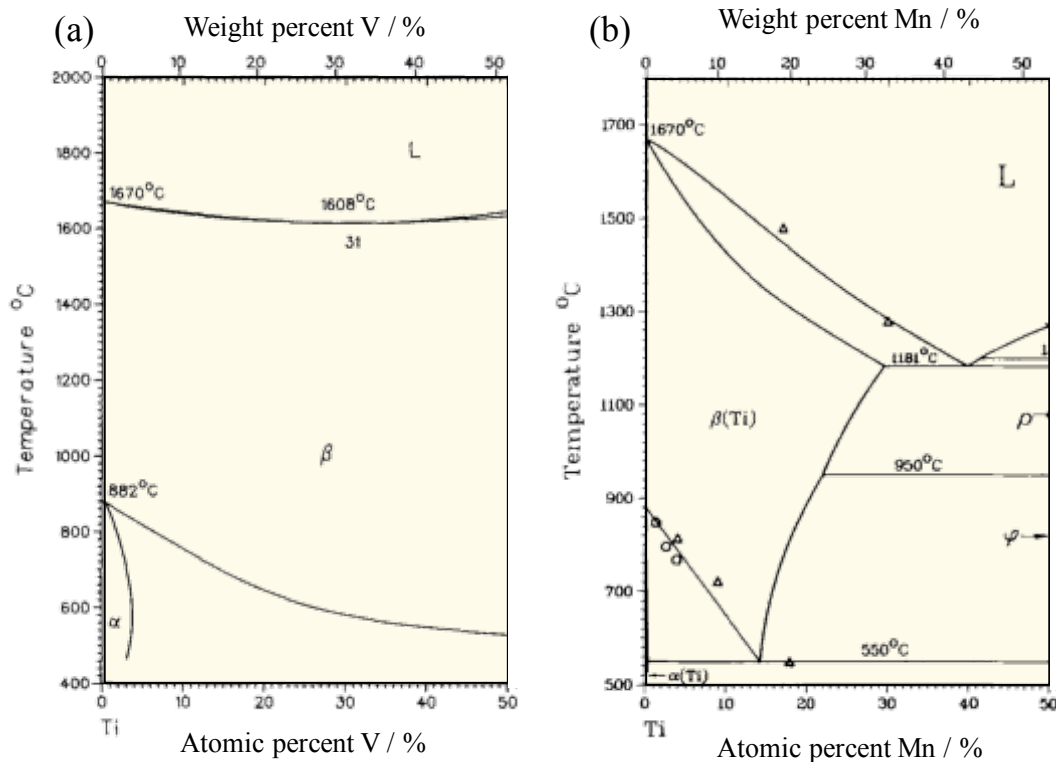 (a)
Weight percent V / %
0 10 20 30 40 50
2000
1800
1600
1400
1200
1000
800
600
400
Temperature °C
L
1670°C
1608°C
31
β
882°C
α
0 10 20 30 40 50
Ti
Atomic percent V / %
(b)
Weight percent Mn / %
0 10 20 30 40 50
1700
1500
1300
1100
900
700
500
Temperature °C
1670°C
L
1181°C
1
β(Ti)
ρ
950°C
φ
550°C
α(Ti)
0 10 20 30 40 50
Ti
Atomic percent Mn / %